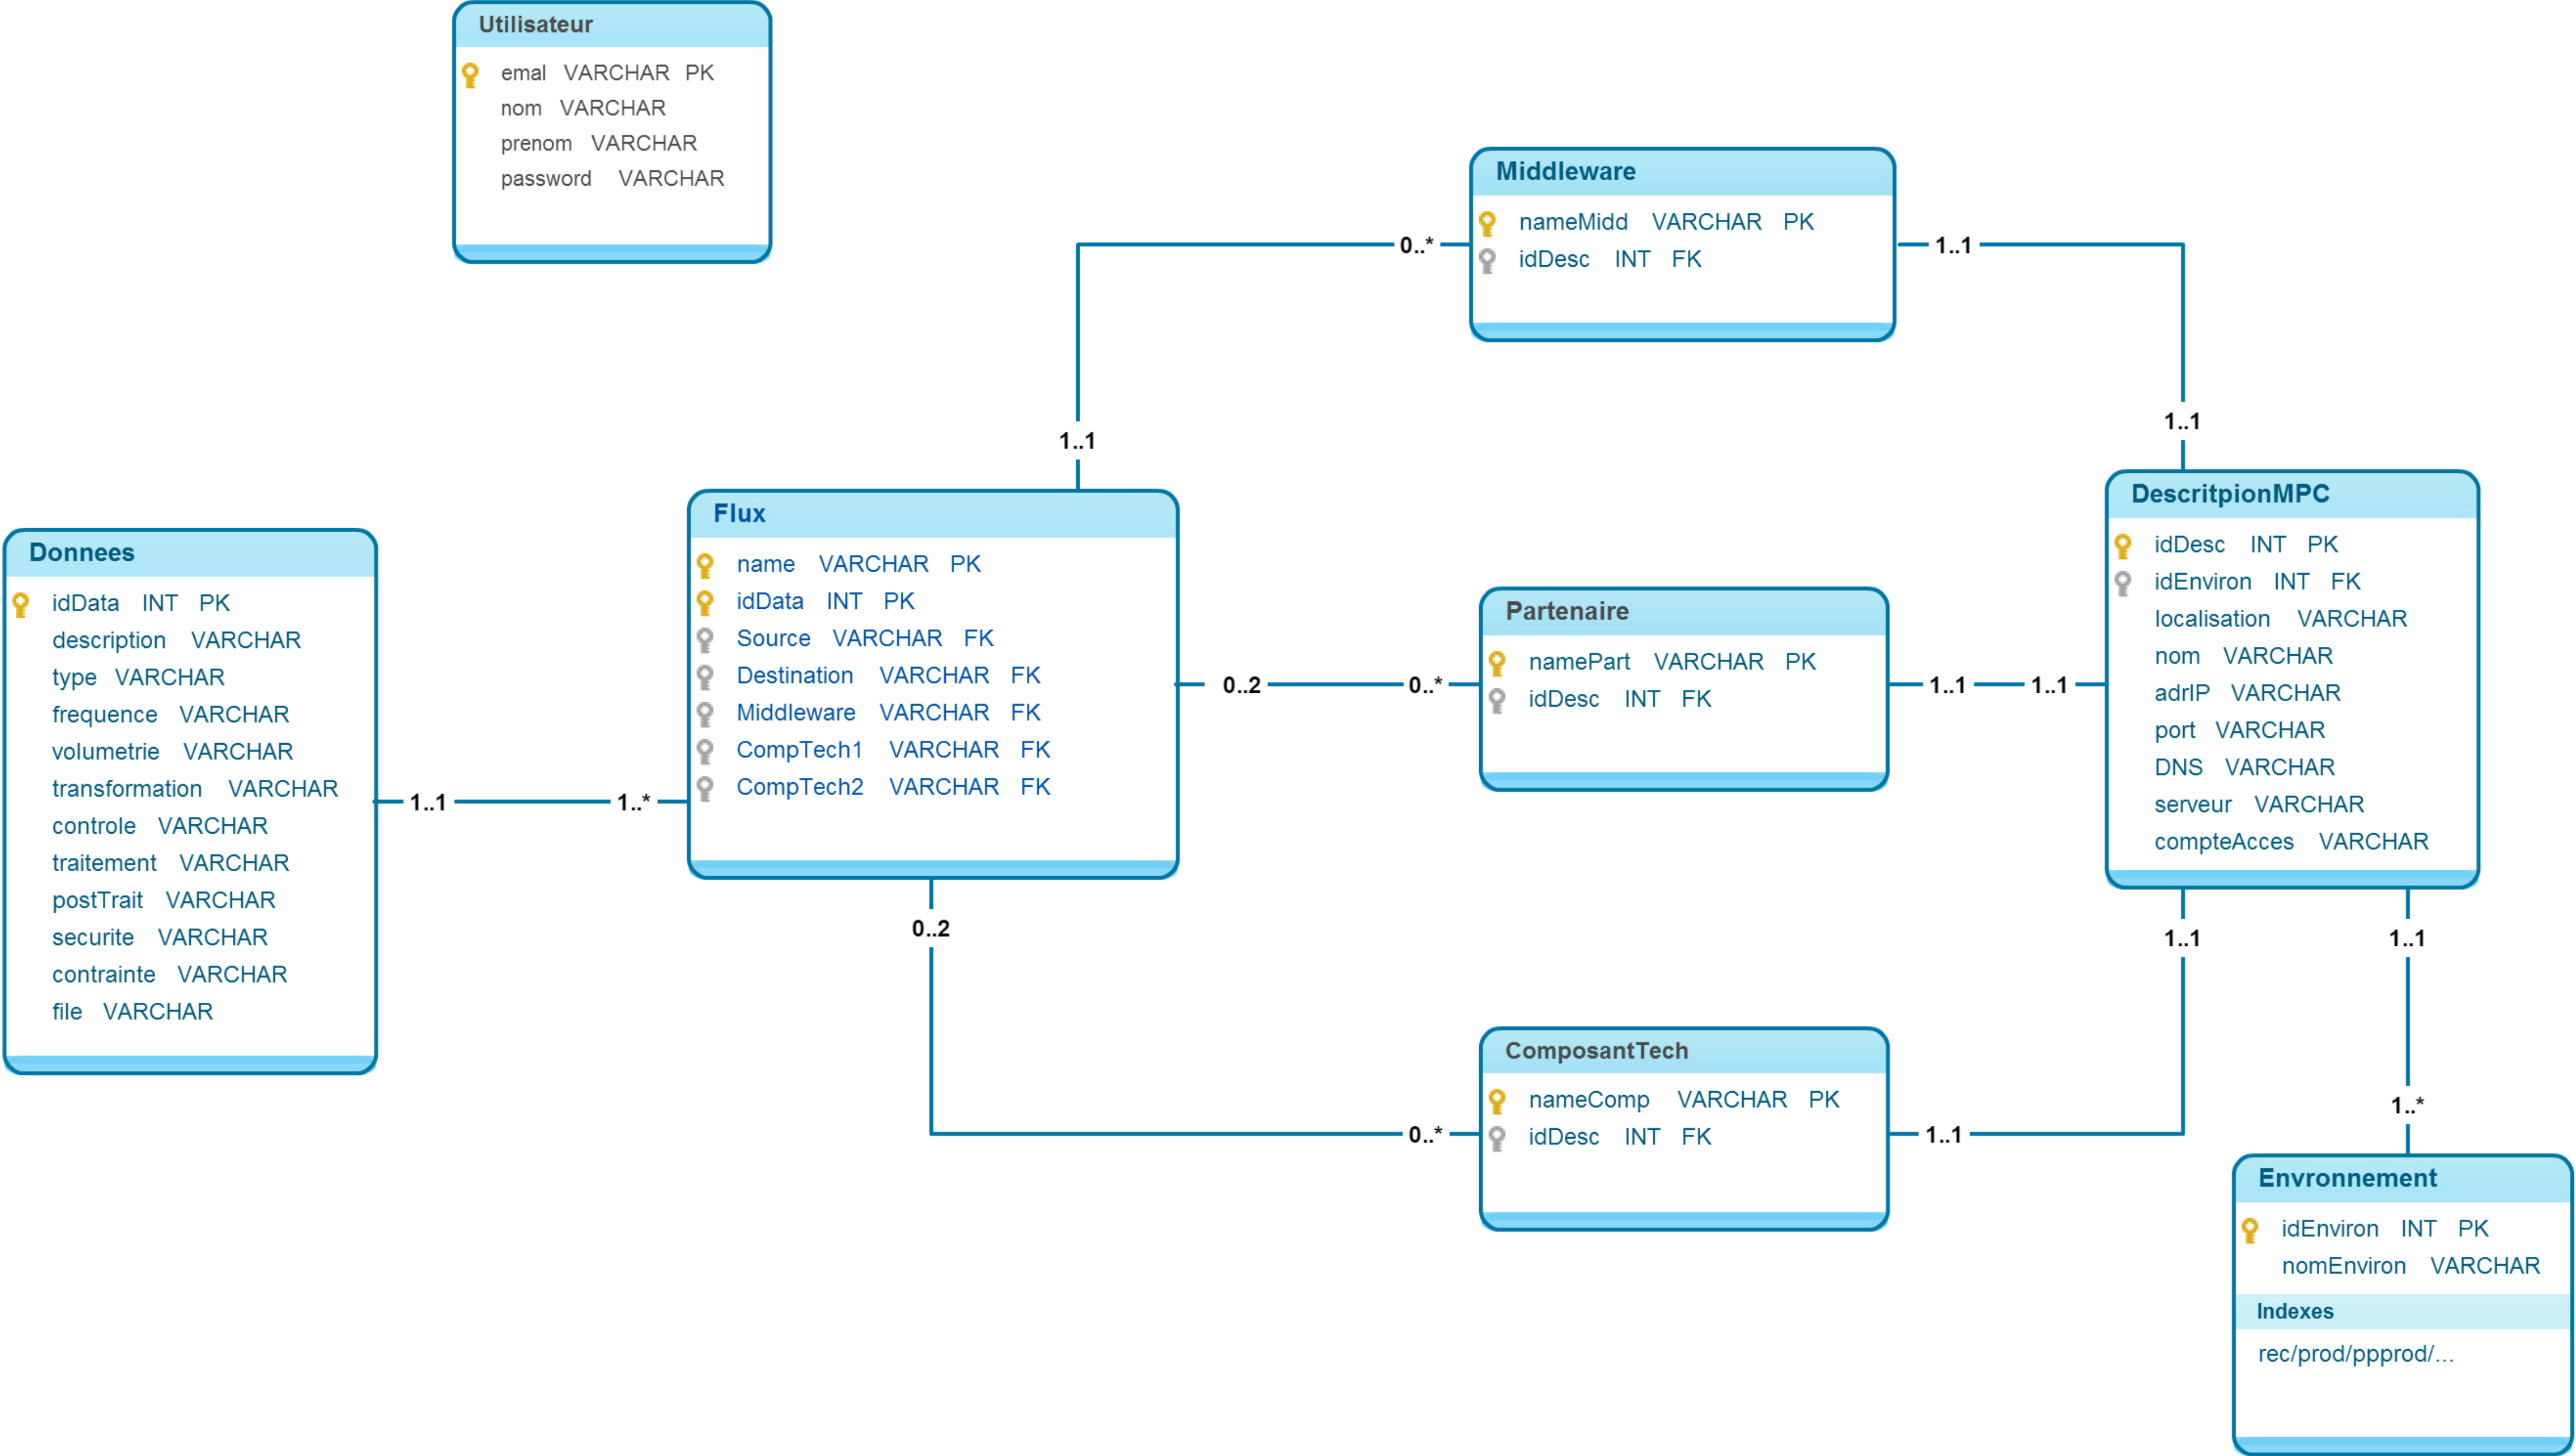 Utilisateur
emal VARCHAR PK
nom VARCHAR
prenom VARCHAR
password VARCHAR
Middleware
nameMidd VARCHAR PK
idDesc INT FK
0..*
1..1
1..1
1..1
Donnees
idData INT PK
description VARCHAR
type VARCHAR
frequence VARCHAR
volumetrie VARCHAR
transformation VARCHAR
controle VARCHAR
traitement VARCHAR
postTrait VARCHAR
securite VARCHAR
contrainte VARCHAR
file VARCHAR
1..1
1..*
Flux
name VARCHAR PK
idData INT PK
Source VARCHAR FK
Destination VARCHAR FK
Middleware VARCHAR FK
CompTech1 VARCHAR FK
CompTech2 VARCHAR FK
0..2
0..*
Partenaire
namePart VARCHAR PK
idDesc INT FK
1..1
1..1
DescritpionMPC
idDesc INT PK
idEnviron INT FK
localisation VARCHAR
nom VARCHAR
adrIP VARCHAR
port VARCHAR
DNS VARCHAR
serveur VARCHAR
compteAcces VARCHAR
0..2
0..*
ComposantTech
nameComp VARCHAR PK
idDesc INT FK
1..1
1..1
1..1
1..*
Envronnement
idEnviron INT PK
nomEnviron VARCHAR
Indexes
rec/prod/ppprod/...